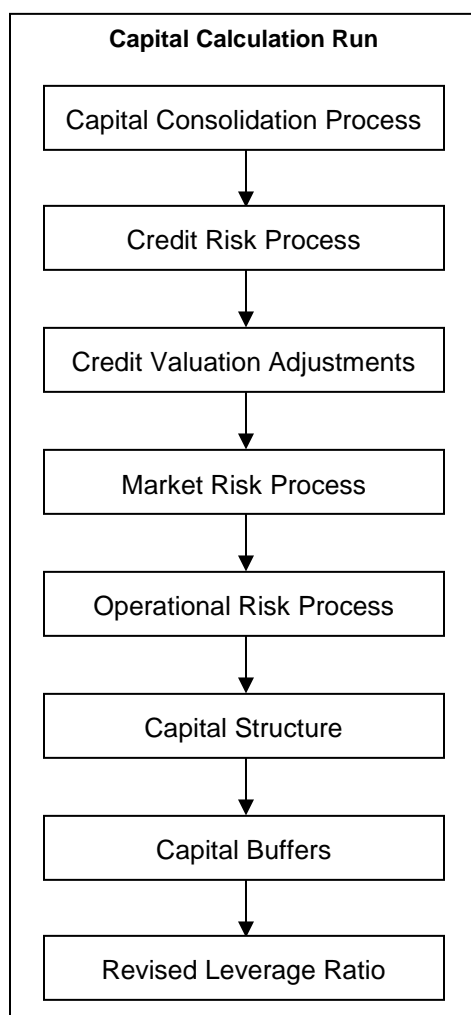 Capital Calculation Run
Capital Consolidation Process
Credit Risk Process
Credit Valuation Adjustments
Market Risk Process
Operational Risk Process
Capital Structure
Capital Buffers
Revised Leverage Ratio